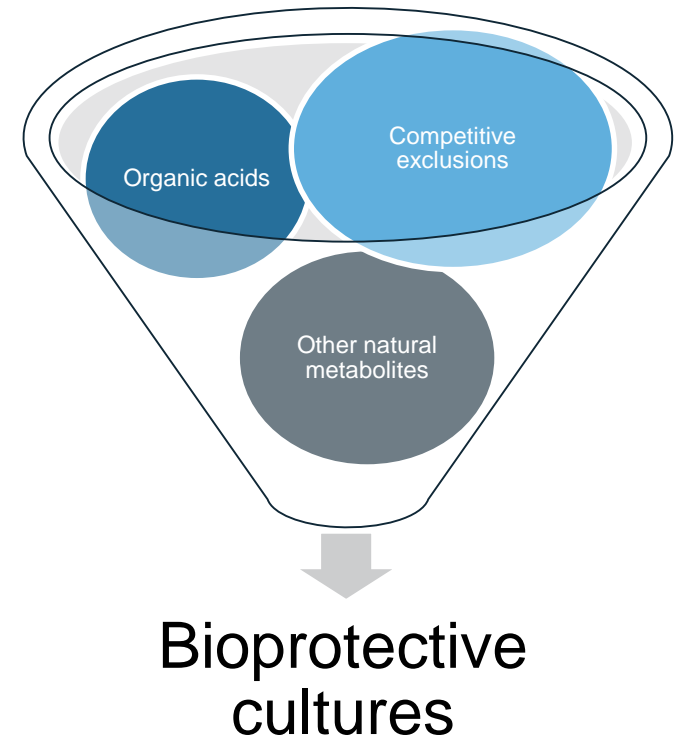 Organic acids
Competitive
exclusions
Other natural
metabolites
Bioprotective
cultures